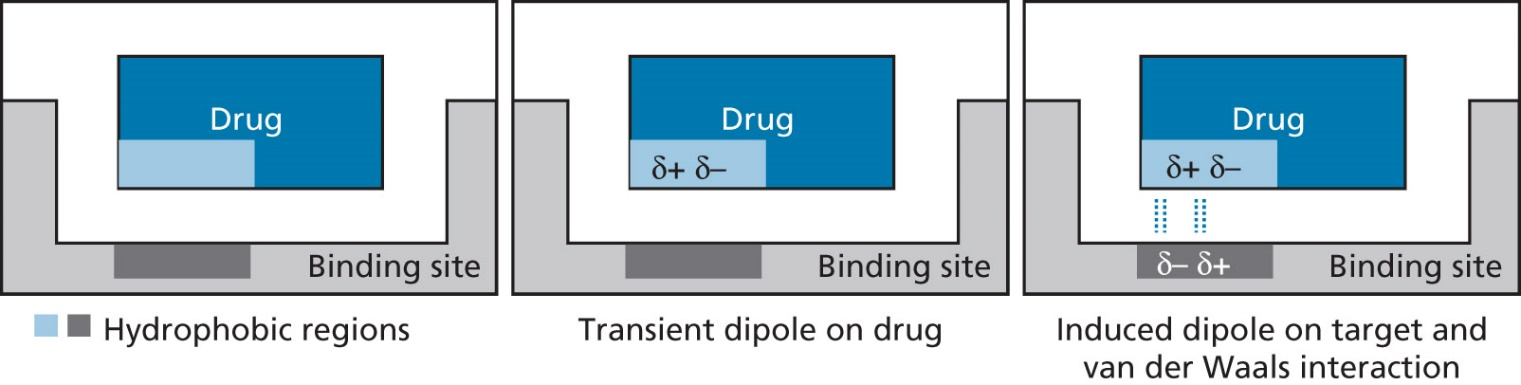 Drug
Binding site
Hydrophobic regions
Drug
δ+ δ–
Binding site
Transient dipole on drug
Drug
δ+ δ–
δ– δ+
Binding site
Induced dipole on target and
van der Waals interaction